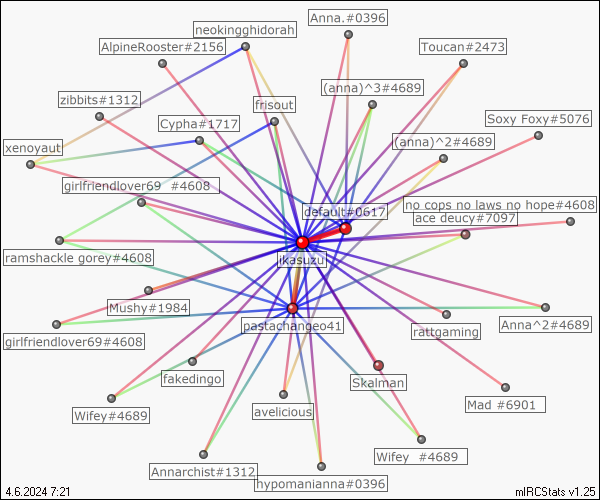 Anna.#0396
neokingghidorah
AlpineRooster#2156
Toucan#2473
(anna)^3#4689
zibbits#1312
frisout
Soxy Foxy#5076
Cypha#1717
(anna)^2#4689
xenoyaut
girlfriendlover69 #4608
no cops no laws no hope#4608
default#0617
ace deucy#7097
ramshackle gorey#4608
ikasuzu
Mushy#1984
pastachangeo41
rattgaming
Anna^2#4689
girlfriendlover69#4608
fakedingo
Skalman
Mad #6901
Wifey#4689
avelicious
Wifey #4689
Annarchist#1312
hypomanianna#0396
4.6.2024 7:21
mIRCStats v1.25